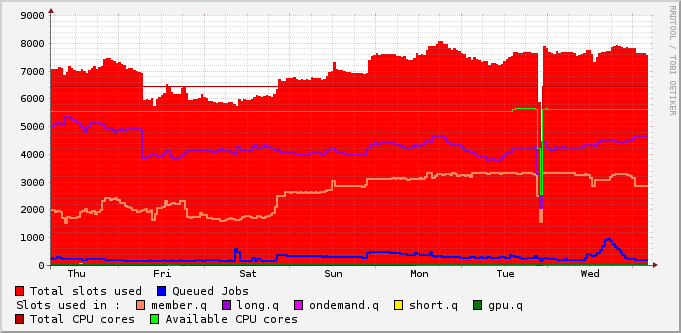 9000
8000
7000
6000
5000
4000
3000
2000
1000
0
Thu Fri Sat Sun Mon Tue Wed
RRDTOOL / TOBI OETIKER
Total slots used Queued Jobs
Slots used in : member.q long.q ondemand.q short.q gpu.q
Total CPU cores Available CPU cores